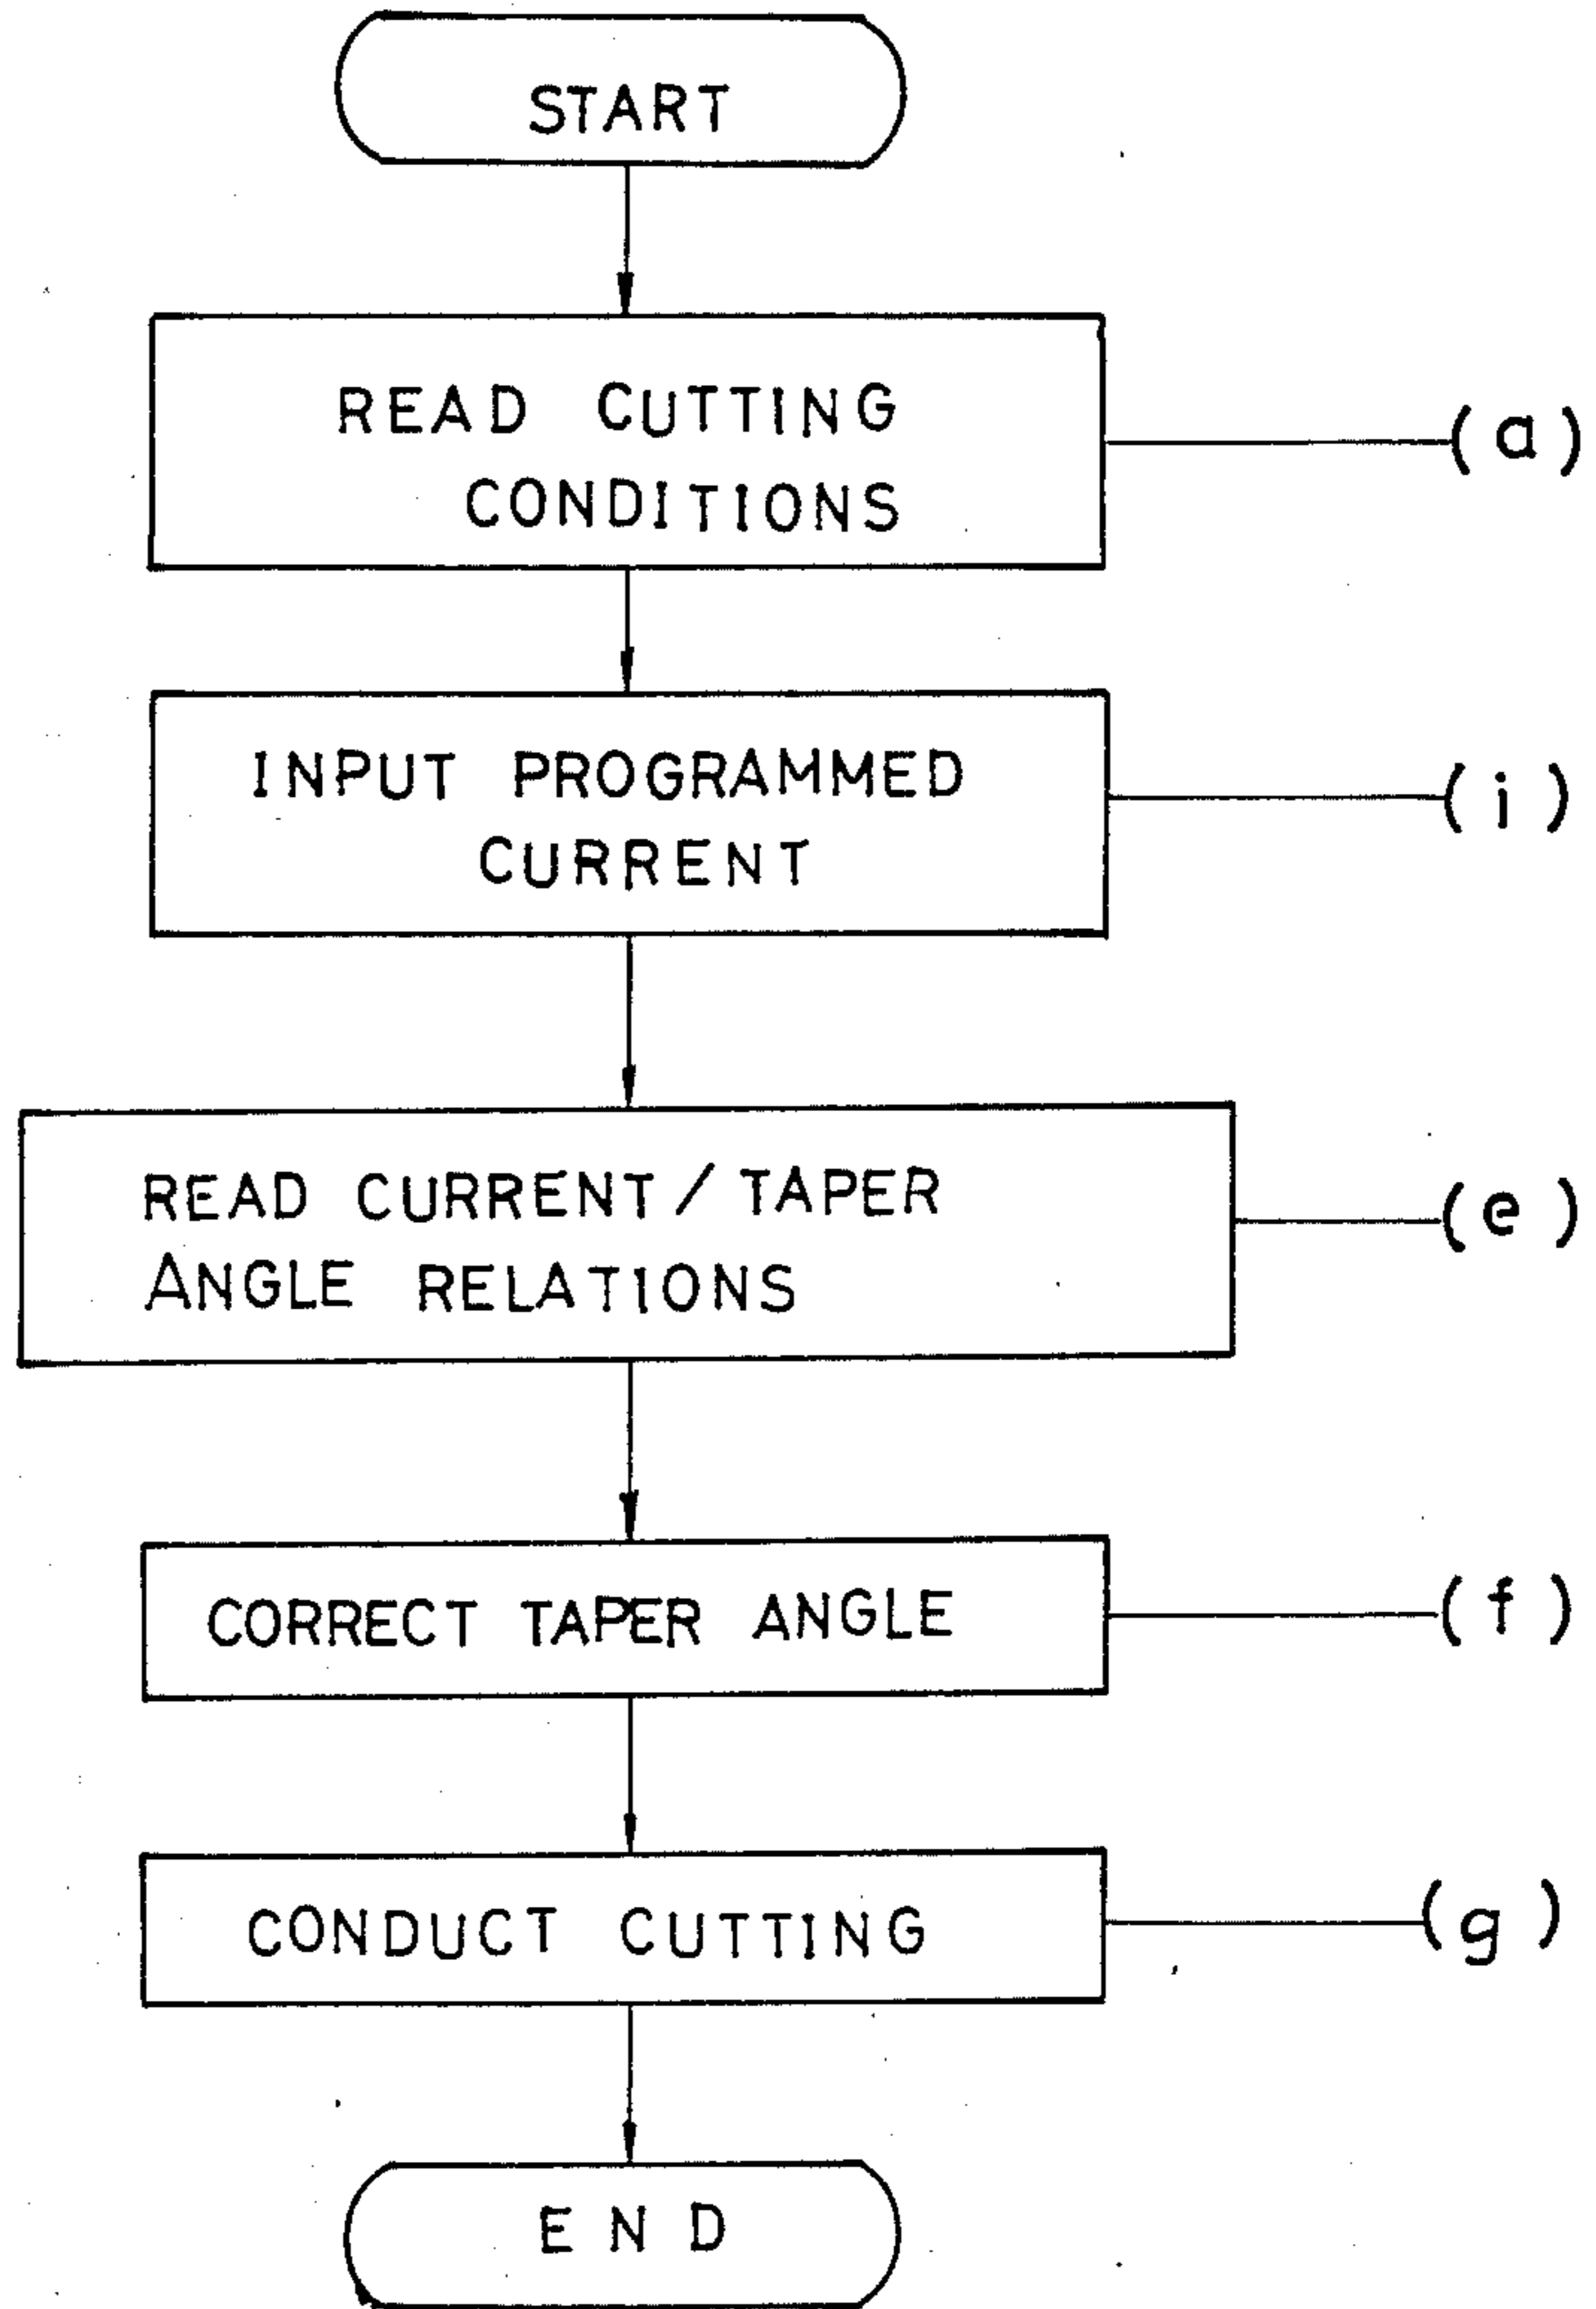 START
READ CUTTING
CONDITIONS
(a)
INPUT PROGRAMMED
CURRENT
(i)
READ CURRENT/TAPER
ANGLE RELATIONS
(e)
CORRECT TAPER ANGLE
(f)
CONDUCT CUTTING
(g)
END